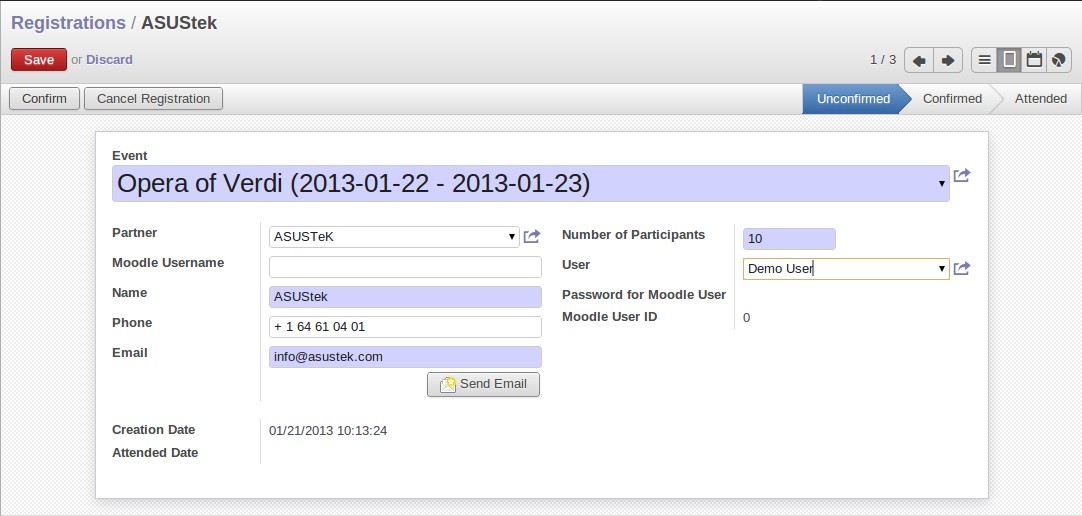 Registrations / ASUStek
Save or Discard
1 / 3
Confirm
Cancel Registration
Unconfirmed
Confirmed
Attended
Event
Opera of Verdi (2013-01-22 - 2013-01-23)
Partner
ASUSTeK
Number of Participants
10
Moodle Username
User
Demo User
Name
ASUStek
Password for Moodle User
Phone
+ 1 64 61 04 01
Moodle User ID
0
Email
info@asustek.com
Send Email
Creation Date
01/21/2013 10:13:24
Attended Date